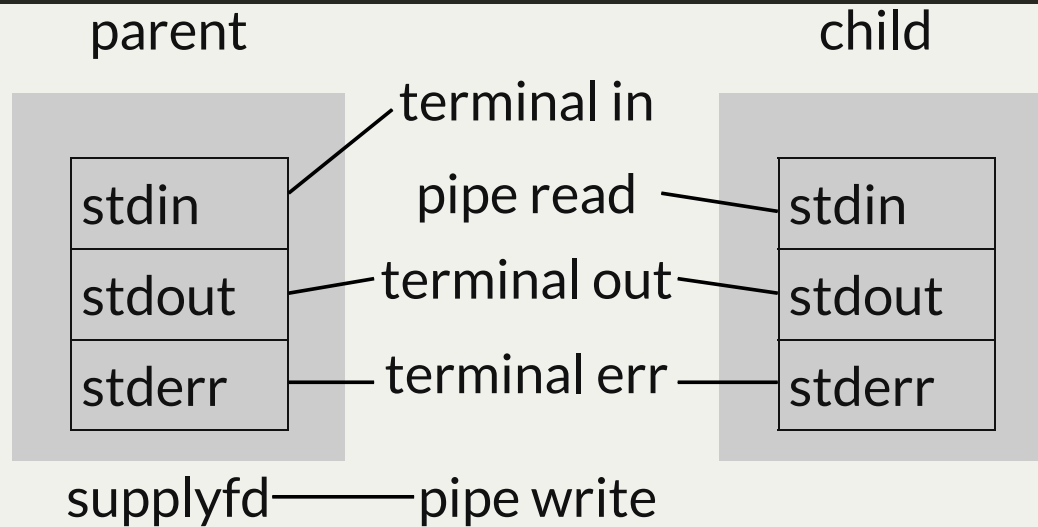 parent child
terminal in
stdin pipe read stdin
stdout terminal out stdout
stderr terminal err stderr
supplyfd pipe write